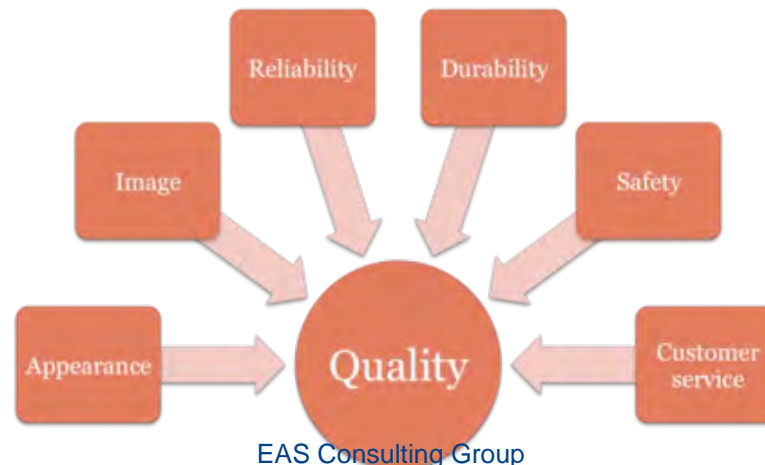 Reliability
Durability
Image
Safety
Appearance
Quality
Customer
service
EAS Consulting Group